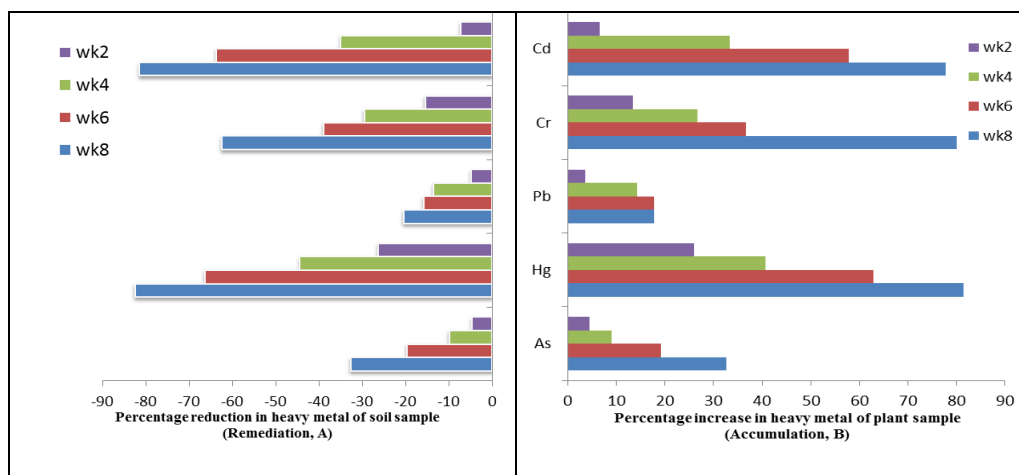 wk2
wk4
wk6
wk8
-90 -80 -70 -60 -50 -40 -30 -20 -10 0
Percentage reduction in heavy metal of soil sample
(Remediation, A)
Cd
Cr
Pb
Hg
As
wk2
wk4
wk6
wk8
0 10 20 30 40 50 60 70 80 90
Percentage increase in heavy metal of plant sample
(Accumulation, B)